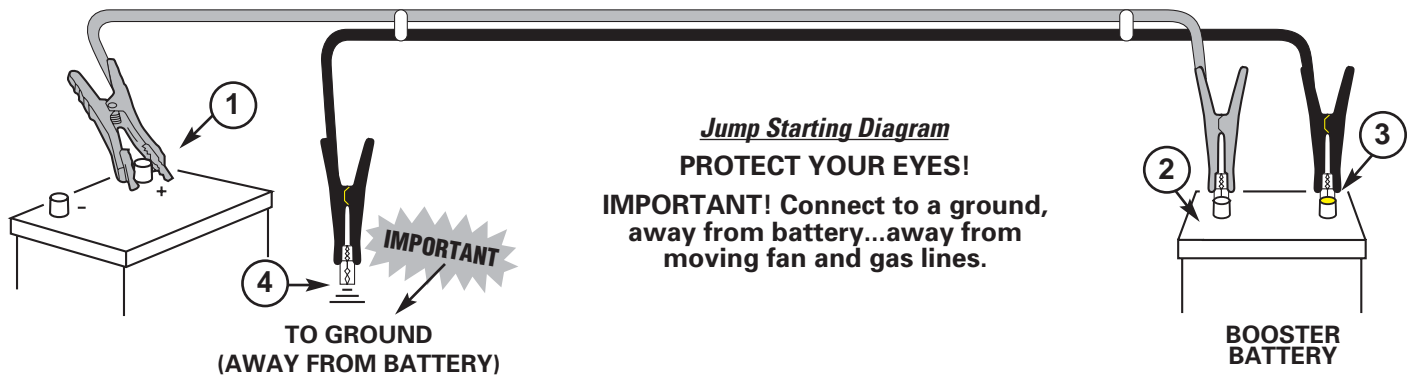 1
-
+
IMPORTANT
4
TO GROUND
(AWAY FROM BATTERY)
Jump Starting Diagram
PROTECT YOUR EYES!
IMPORTANT! Connect to a ground,
away from battery...away from
moving fan and gas lines.
2
3
BOOSTER
BATTERY